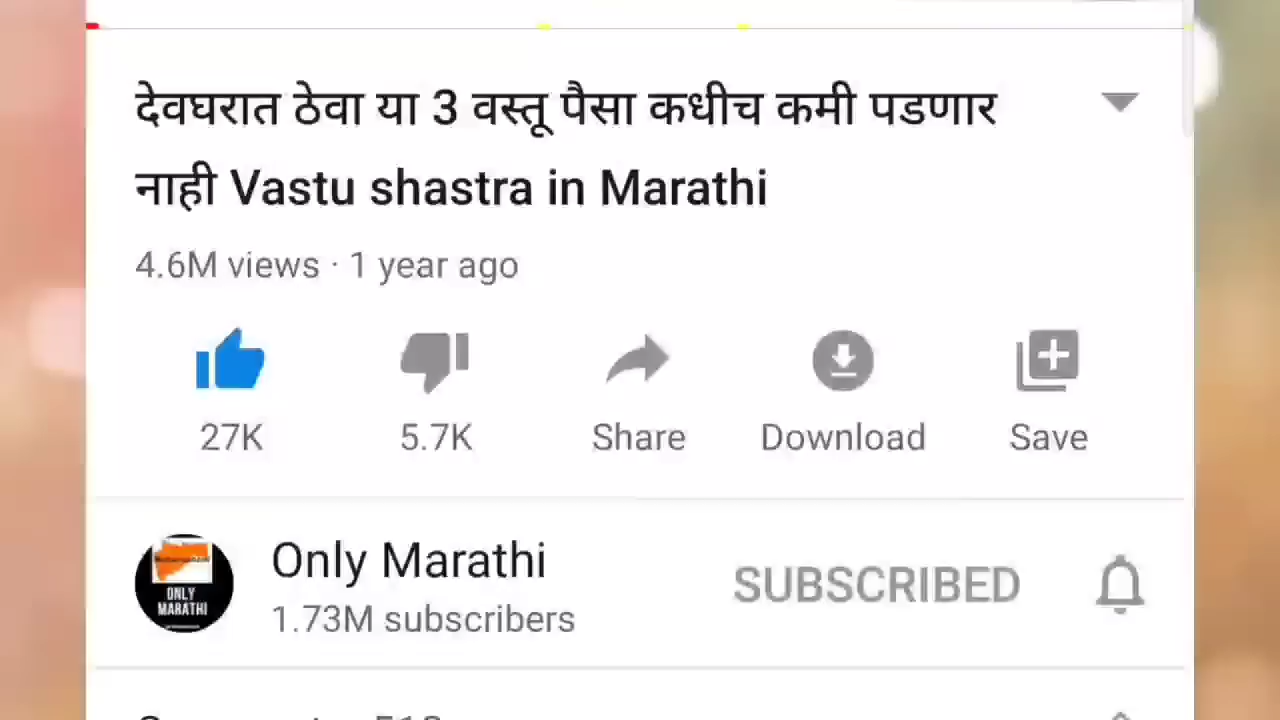 देवघरात ठेवा या 3 वस्तू पैसा कधीच कमी पडणार
नाही Vastu shastra in Marathi
4.6M views · 1 year ago
27K
5.7K
Share
Download
Save
ONLY
MARATHI
Only Marathi
1.73M subscribers
SUBSCRIBED